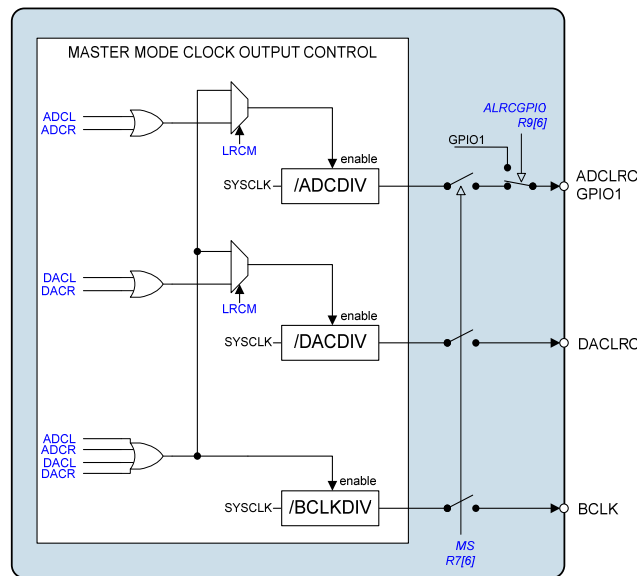 MASTER MODE CLOCK OUTPUT CONTROL
ADCL
ADCR
LRCM
enable
SYSCLK
/ADCDIV
GPIO1
ALRCGPIO
R9[6]
ADCLRC
GPIO1
DACL
DACR
LRCM
enable
SYSCLK
/DACDIV
DACLRC
ADCL
ADCR
DACL
DACR
enable
SYSCLK
/BCLKDIV
BCLK
MS
R7[6]